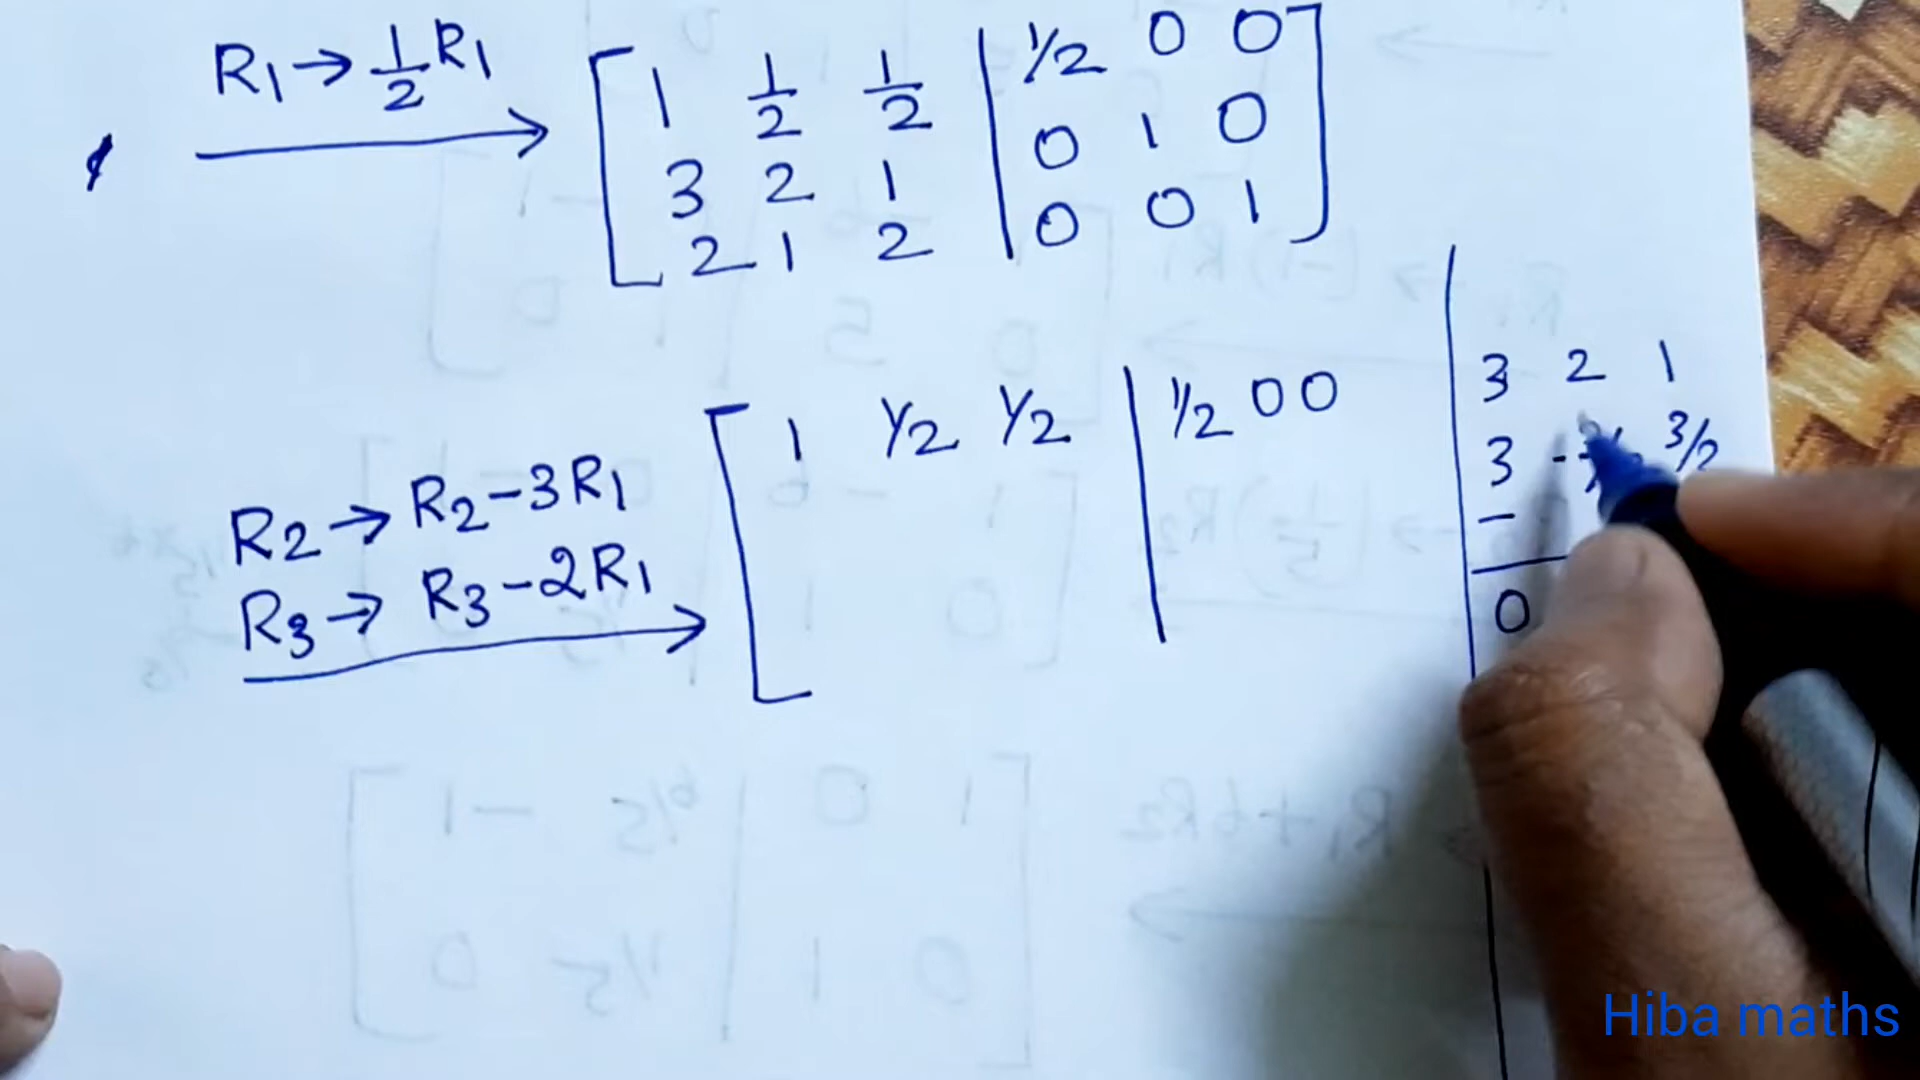 R1 → 1/2 R1
[ 1 1/2 1/2 | 1/2 0 0 ]
3 2 1 | 0 1 0
2 1 2 | 0 0 1
R2 → R2 - 3R1
R3 → R3 - 2R1
[ 1 1/2 1/2 | 1/2 0 0
3 2 1
3 3/2
-
0
Hiba maths